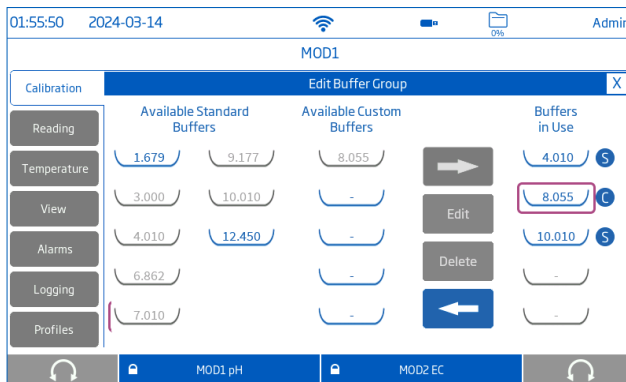 01:55:50 2024-03-14 0% Admin
MOD1
Calibration
Edit Buffer Group X
Reading
Temperature
View
Alarms
Logging
Profiles
Available Standard
Buffers
1.679 9.177
3.000 10.010
4.010 12.450
6.862
7.010
Available Custom
Buffers
8.055
-
-
-
-
Edit
Delete
Buffers
in Use
4.010 S
8.055 C
10.010 S
-
-
MOD1 pH MOD2 EC